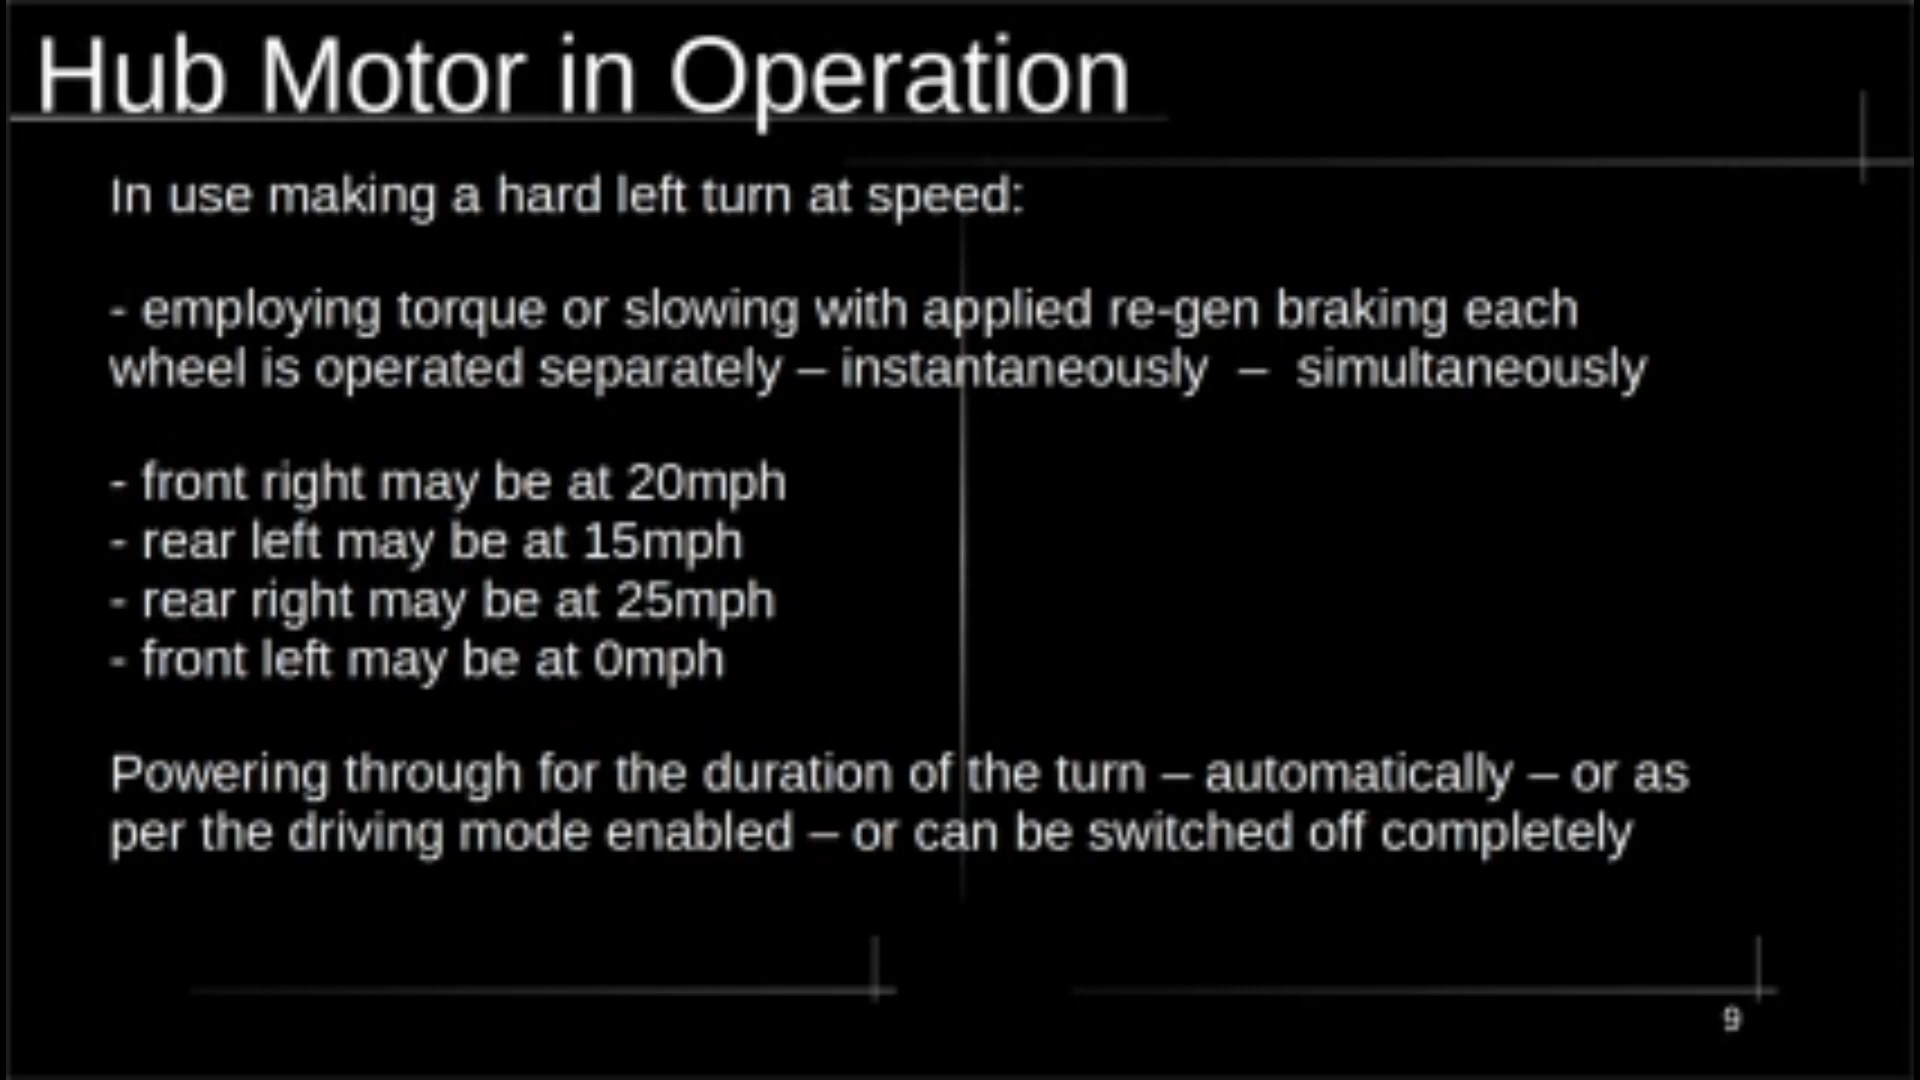 Hub Motor in Operation
In use making a hard left turn at speed:
- employing torque or slowing with applied re-gen braking each
wheel is operated separately – instantaneously – simultaneously
- front right may be at 20mph
- rear left may be at 15mph
- rear right may be at 25mph
- front left may be at 0mph
Powering through for the duration of the turn – automatically – or as
per the driving mode enabled – or can be switched off completely
9